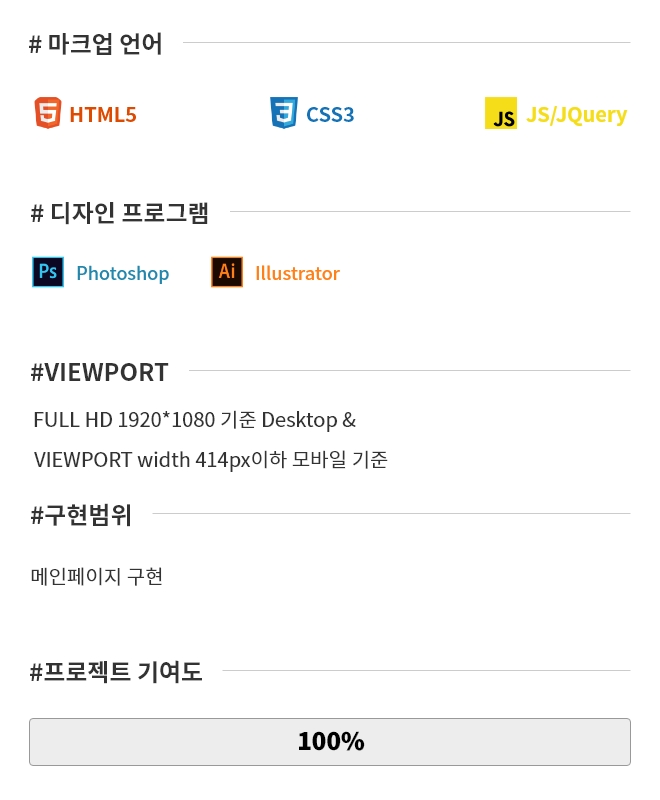 # 마크업 언어
5 HTML5 3 CSS3 JS JS/JQuery
# 디자인 프로그램
Ps Photoshop Ai Illustrator
#VIEWPORT
FULL HD 1920*1080 기준 Desktop &
VIEWPORT width 414px이하 모바일 기준
#구현범위
메인페이지 구현
#프로젝트 기여도
100%